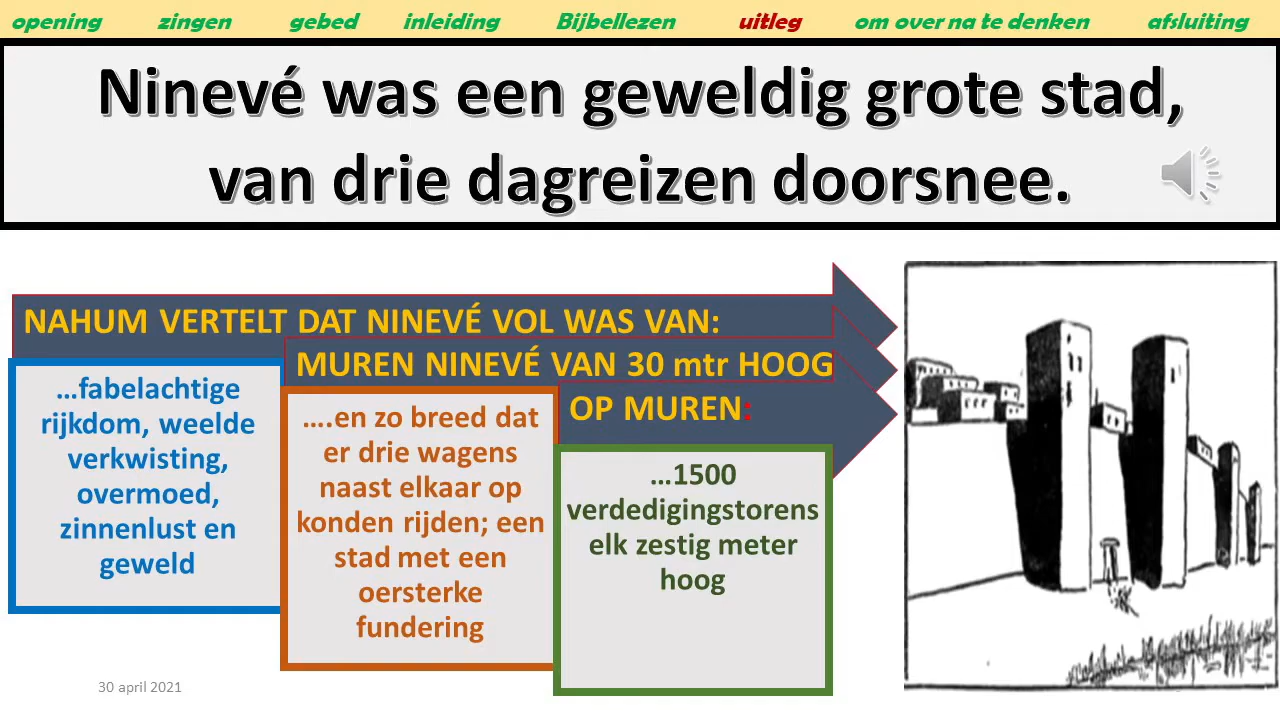 opening zingen gebed inleiding Bijbellezen uitleg om over na te denken afsluiting
Ninevé was een geweldig grote stad,
van drie dagreizen doorsnee.
NAHUM VERTELT DAT NINEVÉ VOL WAS VAN:
…fabelachtige
rijkdom, weelde
verkwisting,
overmoed,
zinnenlust en
geweld
MUREN NINEVÉ VAN 30 mtr HOOG
….en zo breed dat
er drie wagens
naast elkaar op
konden rijden; een
stad met een
oersterke
fundering
OP MUREN:
…1500
verdedigingstorens
elk zestig meter
hoog
30 april 2021